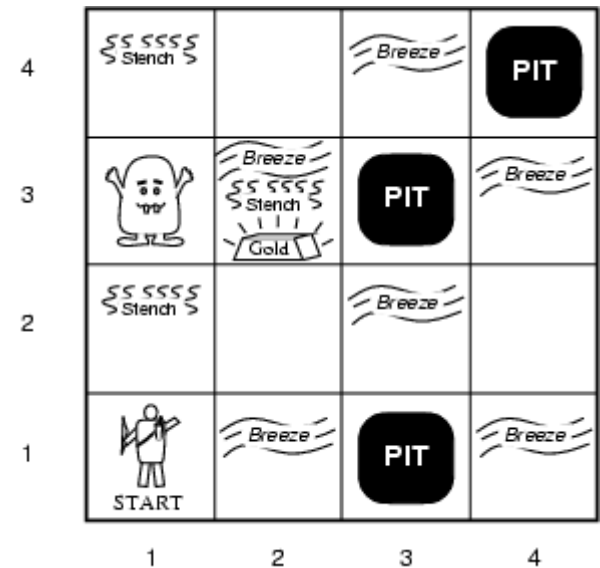 4
Stench
Breeze
PIT
3
Breeze
Stench
Gold
PIT
Breeze
2
Stench
Breeze
1
START
Breeze
PIT
Breeze
1 2 3 4